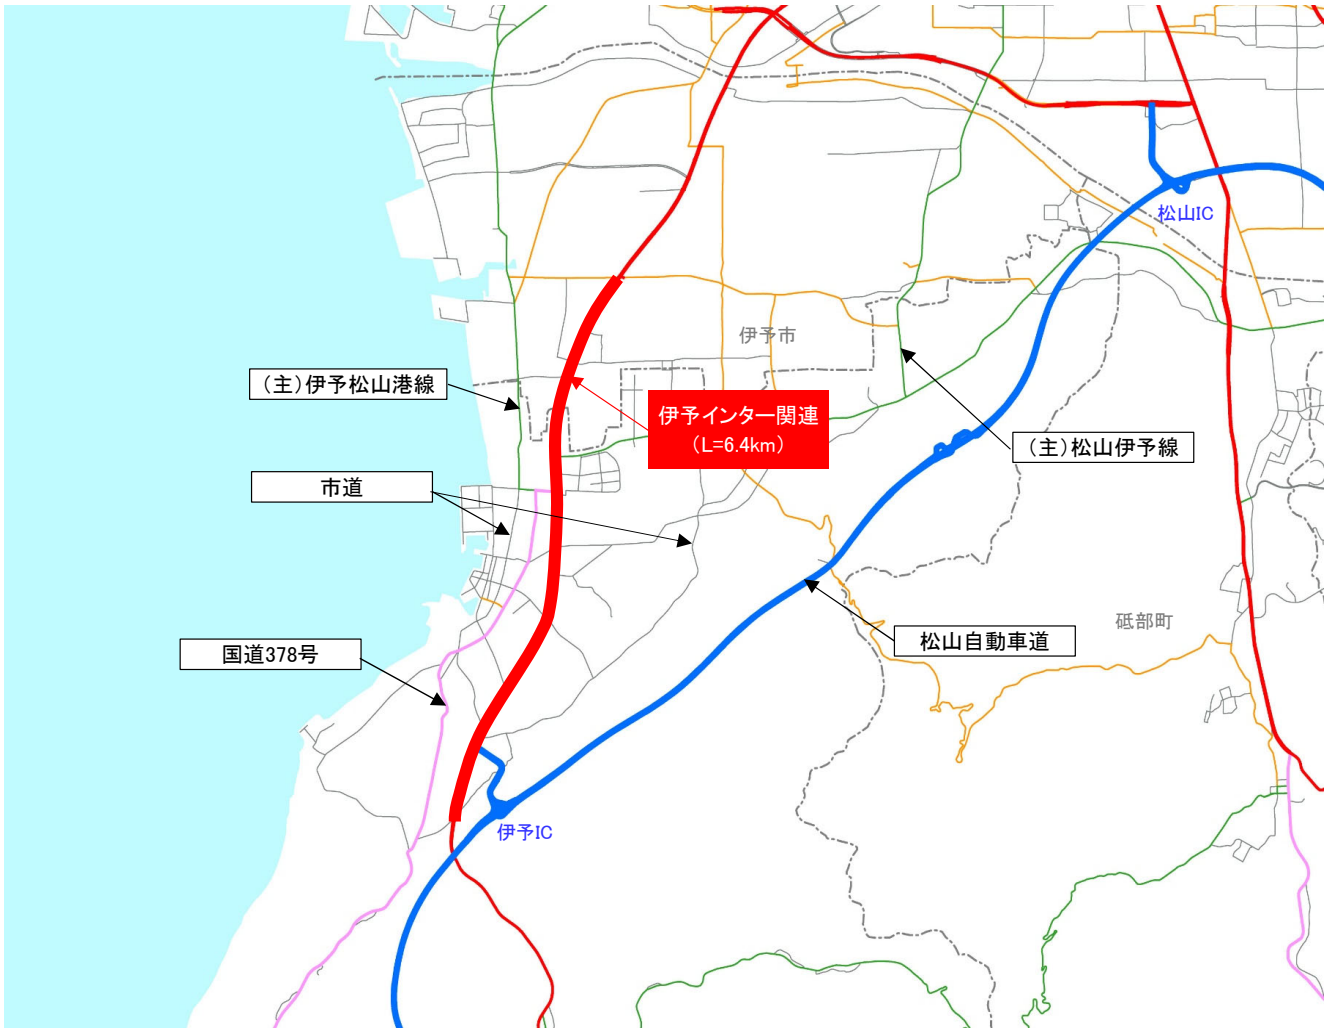 松山IC
伊予市
(主)伊予松山港線
伊予インター関連
(L=6.4km)
(主)松山伊予線
市道
砥部町
松山自動車道
国道378号
伊予IC